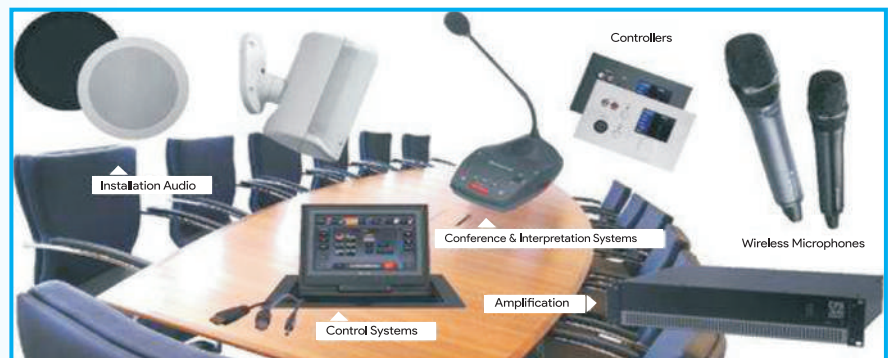 Controllers
Installation Audio
Conference & Interpretation Systems
Wireless Microphones
Amplification
Control Systems